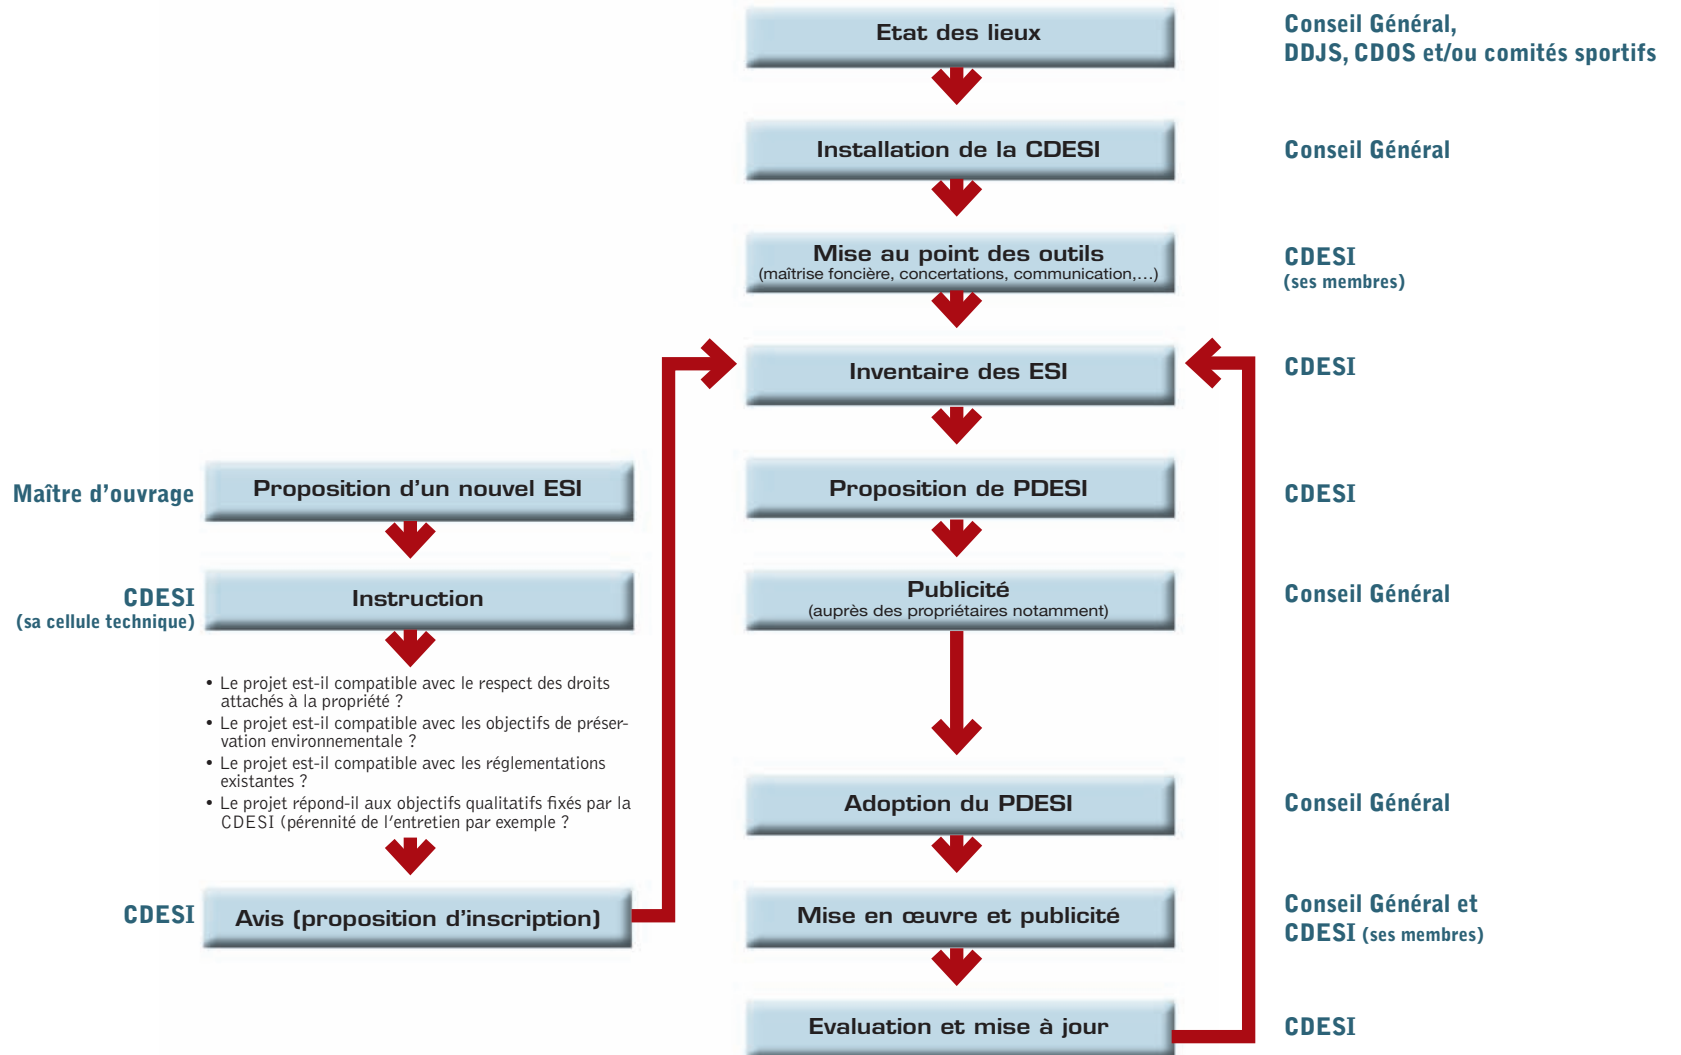 Etat des lieux
Conseil Général,
DDJS, CDOS et/ou comités sportifs
Installation de la CDESI
Conseil Général
Mise au point des outils
(maîtrise foncière, concertations, communication,…)
CDESI
(ses membres)
Inventaire des ESI
CDESI
Maître d'ouvrage
Proposition d'un nouvel ESI
Proposition de PDESI
CDESI
CDESI
(sa cellule technique)
Instruction
Publicité
(auprès des propriétaires notamment)
Conseil Général
• Le projet est-il compatible avec le respect des droits
attachés à la propriété ?
• Le projet est-il compatible avec les objectifs de préser-
vation environnementale ?
• Le projet est-il compatible avec les réglementations
existantes ?
• Le projet répond-il aux objectifs qualitatifs fixés par la
CDESI (pérennité de l'entretien par exemple ?
Adoption du PDESI
Conseil Général
CDESI
Avis (proposition d'inscription)
Mise en œuvre et publicité
Conseil Général et
CDESI (ses membres)
Evaluation et mise à jour
CDESI